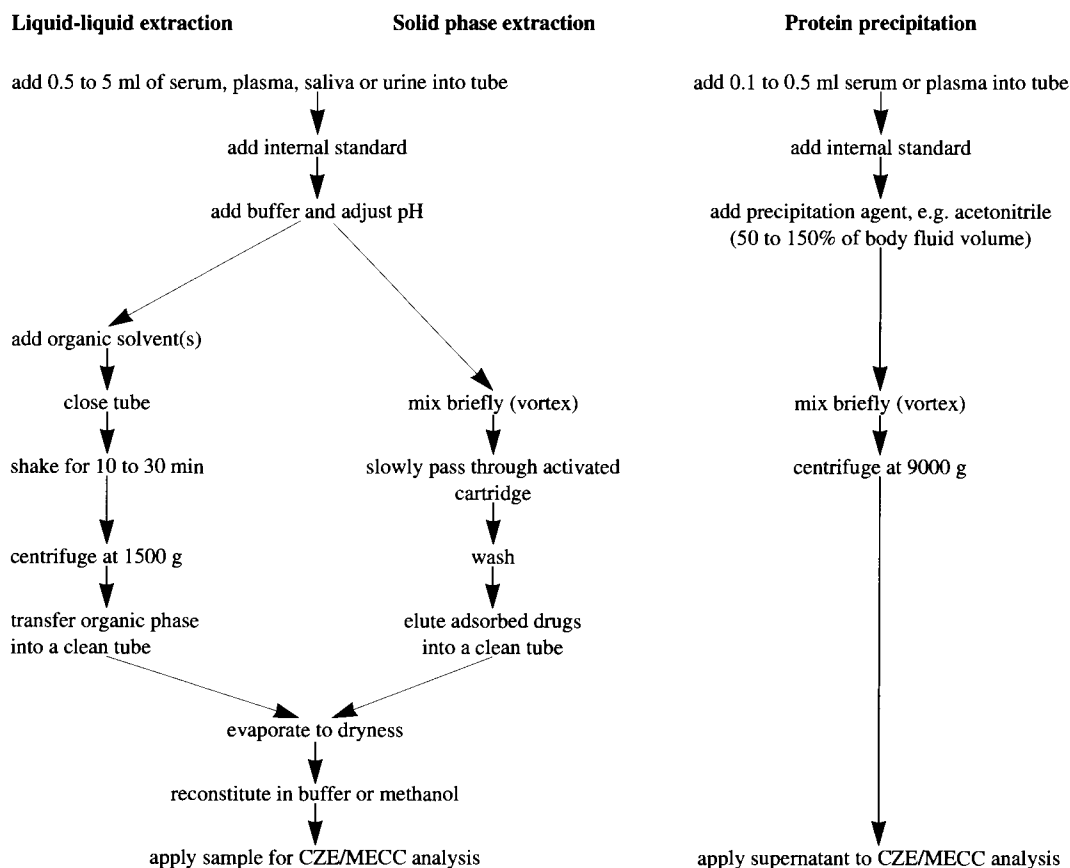 Liquid-liquid extraction
Solid phase extraction
Protein precipitation
add 0.5 to 5 ml of serum, plasma, saliva or urine into tube
add internal standard
add buffer and adjust pH
add organic solvent(s)
close tube
shake for 10 to 30 min
centrifuge at 1500 g
transfer organic phase
into a clean tube
mix briefly (vortex)
slowly pass through activated
cartridge
wash
elute adsorbed drugs
into a clean tube
evaporate to dryness
reconstitute in buffer or methanol
apply sample for CZE/MECC analysis
add 0.1 to 0.5 ml serum or plasma into tube
add internal standard
add precipitation agent, e.g. acetonitrile
(50 to 150% of body fluid volume)
mix briefly (vortex)
centrifuge at 9000 g
apply supernatant to CZE/MECC analysis